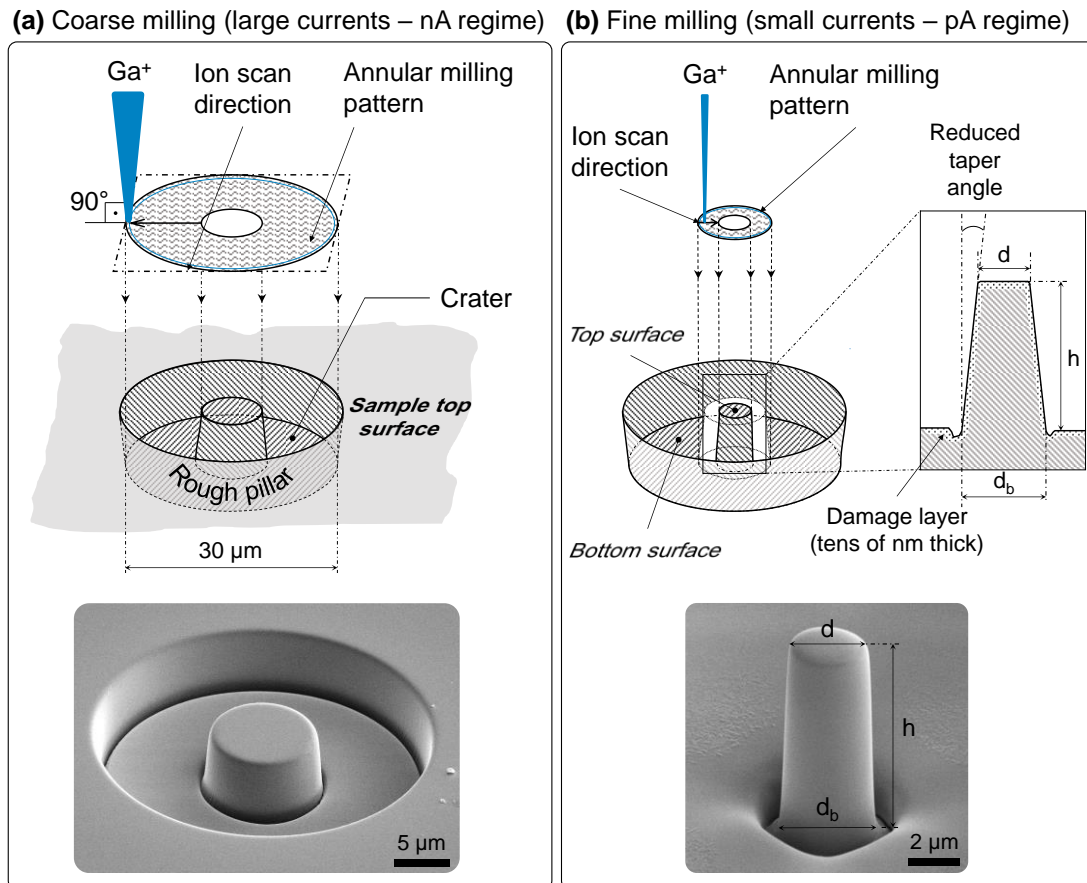 (a) Coarse milling (large currents – nA regime)
Ga+
Ion scan
direction
Annular milling
pattern
90°
Crater
Sample top
surface
Rough pillar
30 µm
5 µm
(b) Fine milling (small currents – pA regime)
Ga+
Annular milling
pattern
Ion scan
direction
Reduced
taper
angle
d
h
Top surface
db
Damage layer
(tens of nm thick)
Bottom surface
d
h
db
2 µm